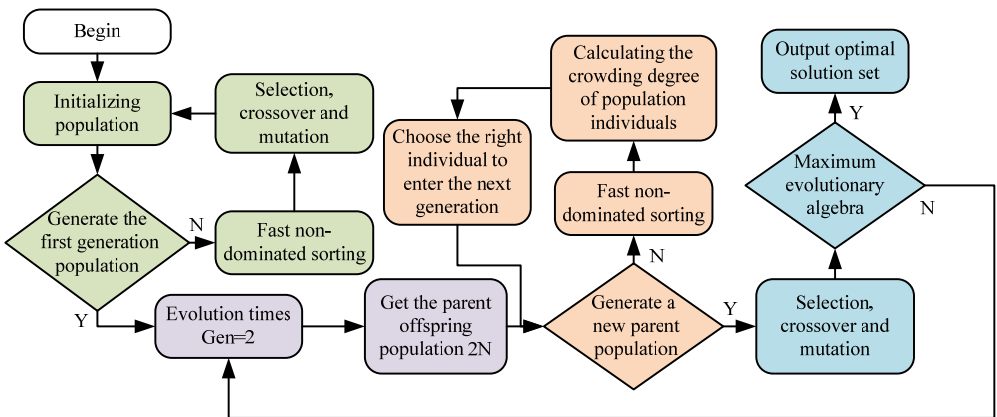 Begin
Initializing
population
Generate the
first generation
population
N
Y
Selection,
crossover and
mutation
Fast non-
dominated sorting
Evolution times
Gen=2
Get the parent
offspring
population 2N
Choose the right
individual to
enter the next
generation
Calculating the
crowding degree
of population
individuals
Fast non-
dominated sorting
N
Generate a
new parent
population
Y
Selection,
crossover and
mutation
Maximum
evolutionary
algebra
Y
N
Output optimal
solution set